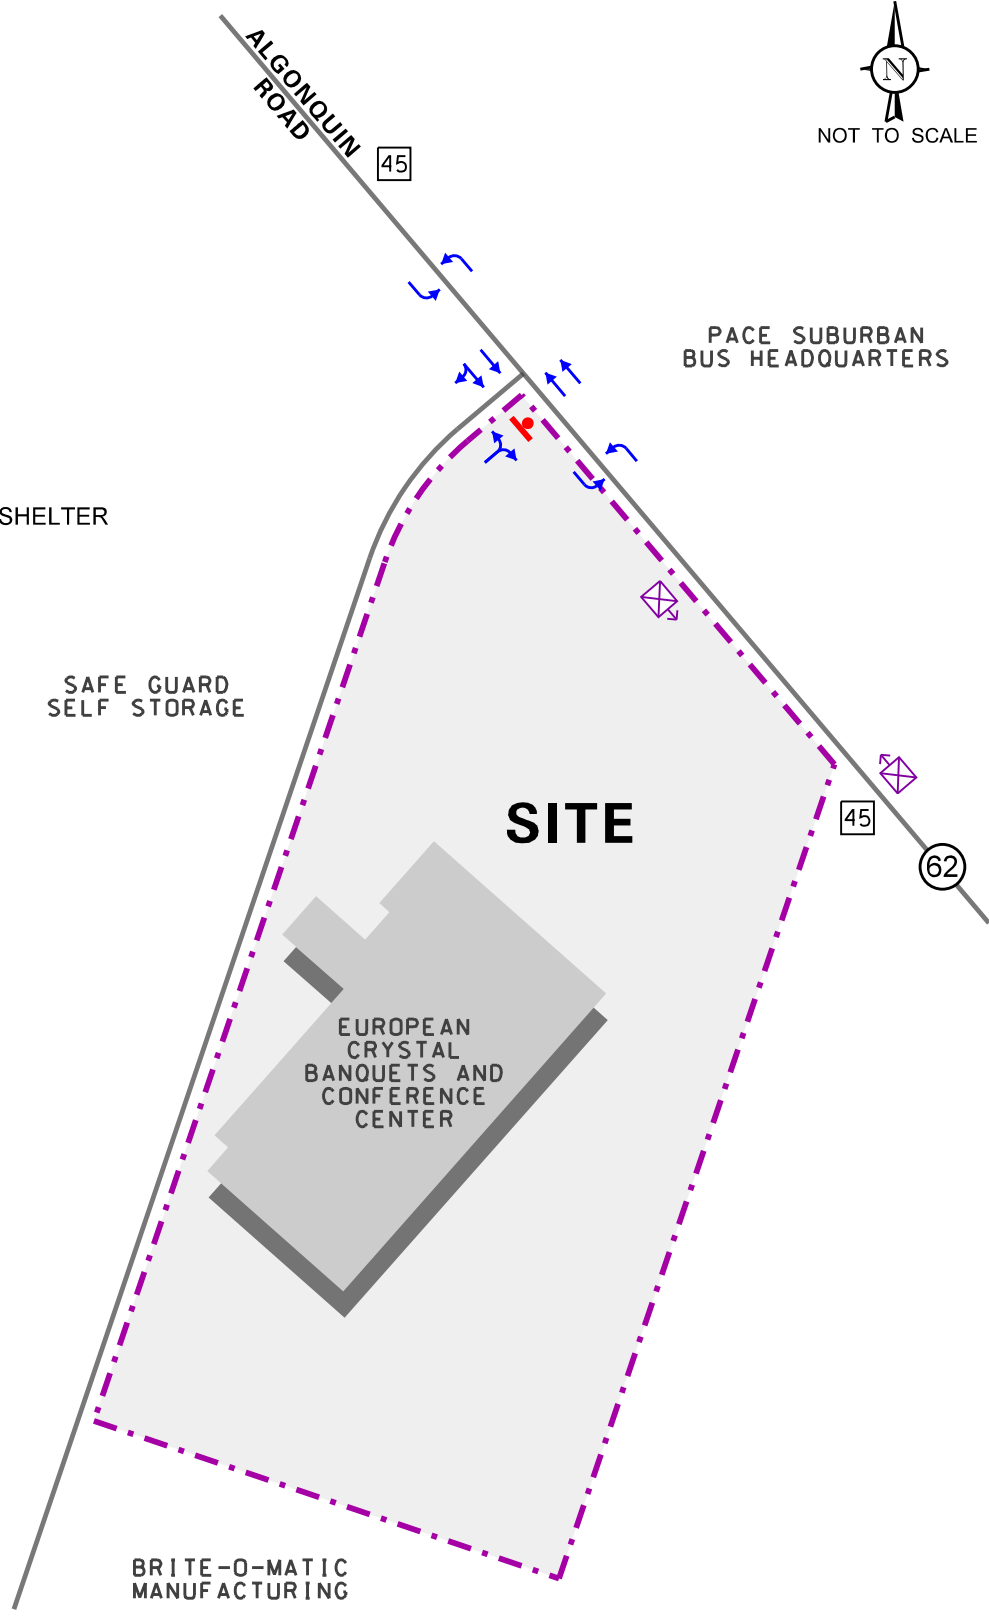 ALGONQUIN
ROAD
N
NOT TO SCALE
45
PACE SUBURBAN
BUS HEADQUARTERS
SHELTER
SAFE GUARD
SELF STORAGE
SITE
45
62
EUROPEAN
CRYSTAL
BANQUETS AND
CONFERENCE
CENTER
BRITE-O-MATIC
MANUFACTURING